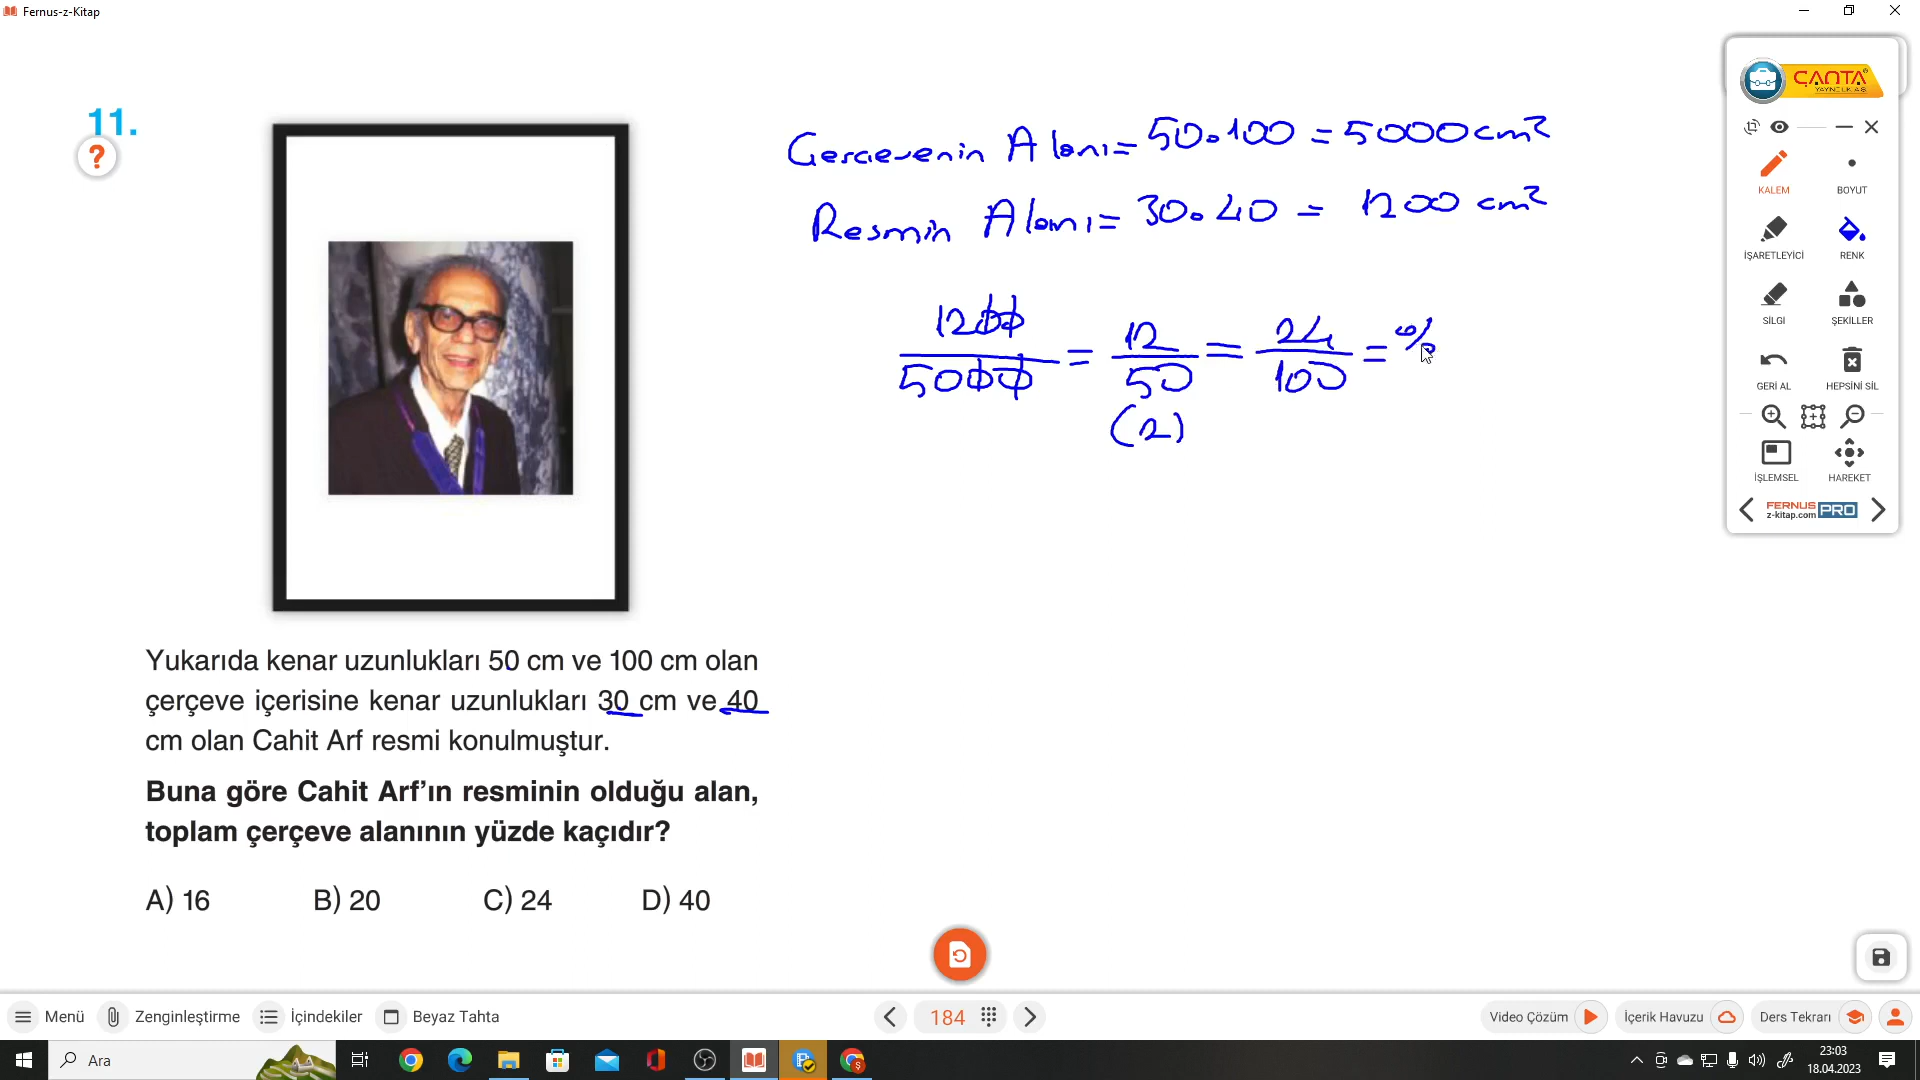 Fernus-z-Kitap
11.
?
Çerçevenin Alanı = 50.100 = 5000 cm²
Resmin Alanı = 30.40 = 1200 cm²
1200/5000 = 12/50 = 24/100 = %
(2)
Yukarıda kenar uzunlukları 50 cm ve 100 cm olan
çerçeve içerisine kenar uzunlukları 30 cm ve 40
cm olan Cahit Arf resmi konulmuştur.
Buna göre Cahit Arf’ın resminin olduğu alan,
toplam çerçeve alanının yüzde kaçıdır?
A) 16 B) 20 C) 24 D) 40
ÇANTA
YAYINCILIK A.Ş.
KALEM BOYUT
İŞARETLEYİCİ RENK
SİLGİ ŞEKİLLER
GERİ AL HEPSİNİ SİL
İŞLEMSEL HAREKET
FERNUS
z-kitap.com PRO
Menü Zenginleştirme İçindekiler Beyaz Tahta 184 Video Çözüm İçerik Havuzu Ders Tekrarı
Ara
23:03
18.04.2023